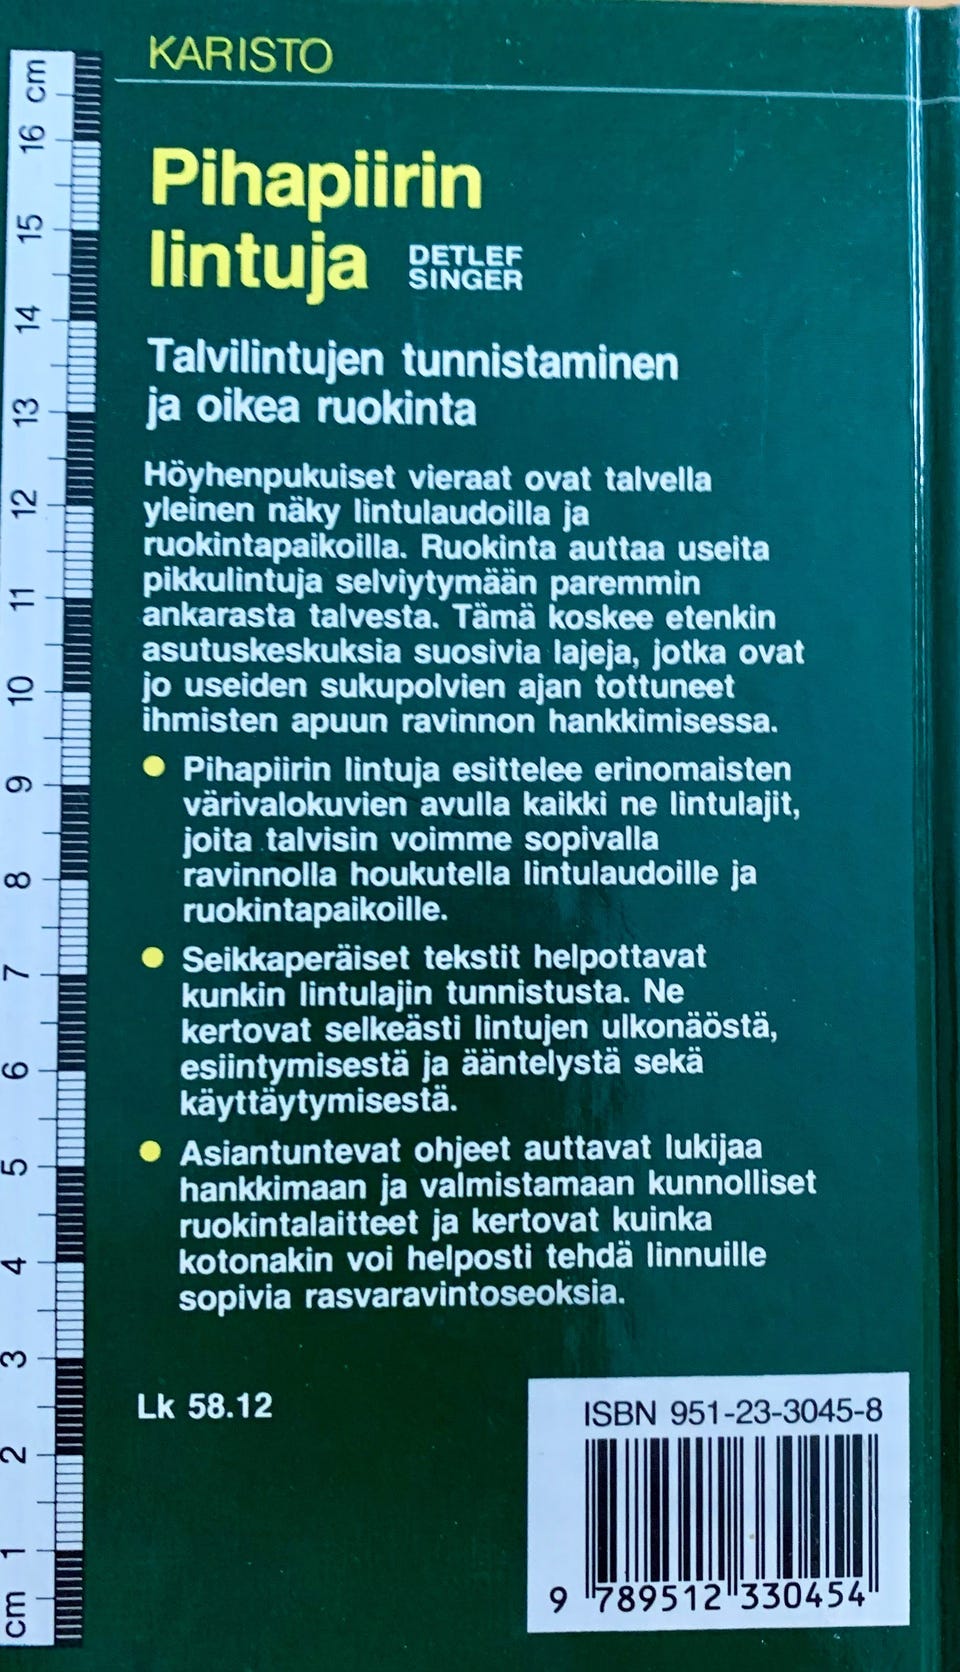 KARISTO
Pihapiirin
lintuja
DETLEF
SINGER
Talvilintujen tunnistaminen
ja oikea ruokinta
Höyhenpukuiset vieraat ovat talvella
yleinen näky lintulaudoilla ja
ruokintapaikoilla. Ruokinta auttaa useita
pikkulintuja selviytymään paremmin
ankarasta talvesta. Tämä koskee etenkin
asutuskeskuksia suosivia lajeja, jotka ovat
jo useiden sukupolvien ajan tottuneet
ihmisten apuun ravinnon hankkimisessa.
● Pihapiirin lintuja esittelee erinomaisten
värivalokuvien avulla kaikki ne lintulajit,
joita talvisin voimme sopivalla
ravinnolla houkutella lintulaudoille ja
ruokintapaikoille.
● Seikkaperäiset tekstit helpottavat
kunkin lintulajin tunnistusta. Ne
kertovat selkeästi lintujen ulkonäöstä,
esiintymisestä ja ääntelystä sekä
käyttäytymisestä.
● Asiantuntevat ohjeet auttavat lukijaa
hankkimaan ja valmistamaan kunnolliset
ruokintalaitteet ja kertovat kuinka
kotonakin voi helposti tehdä linnuille
sopivia rasvaravintoseoksia.
Lk 58.12
ISBN 951-23-3045-8
9 789512 330454
cm 1 2 3 4 5 6 7 8 9 10 11 12 13 14 15 16 cm